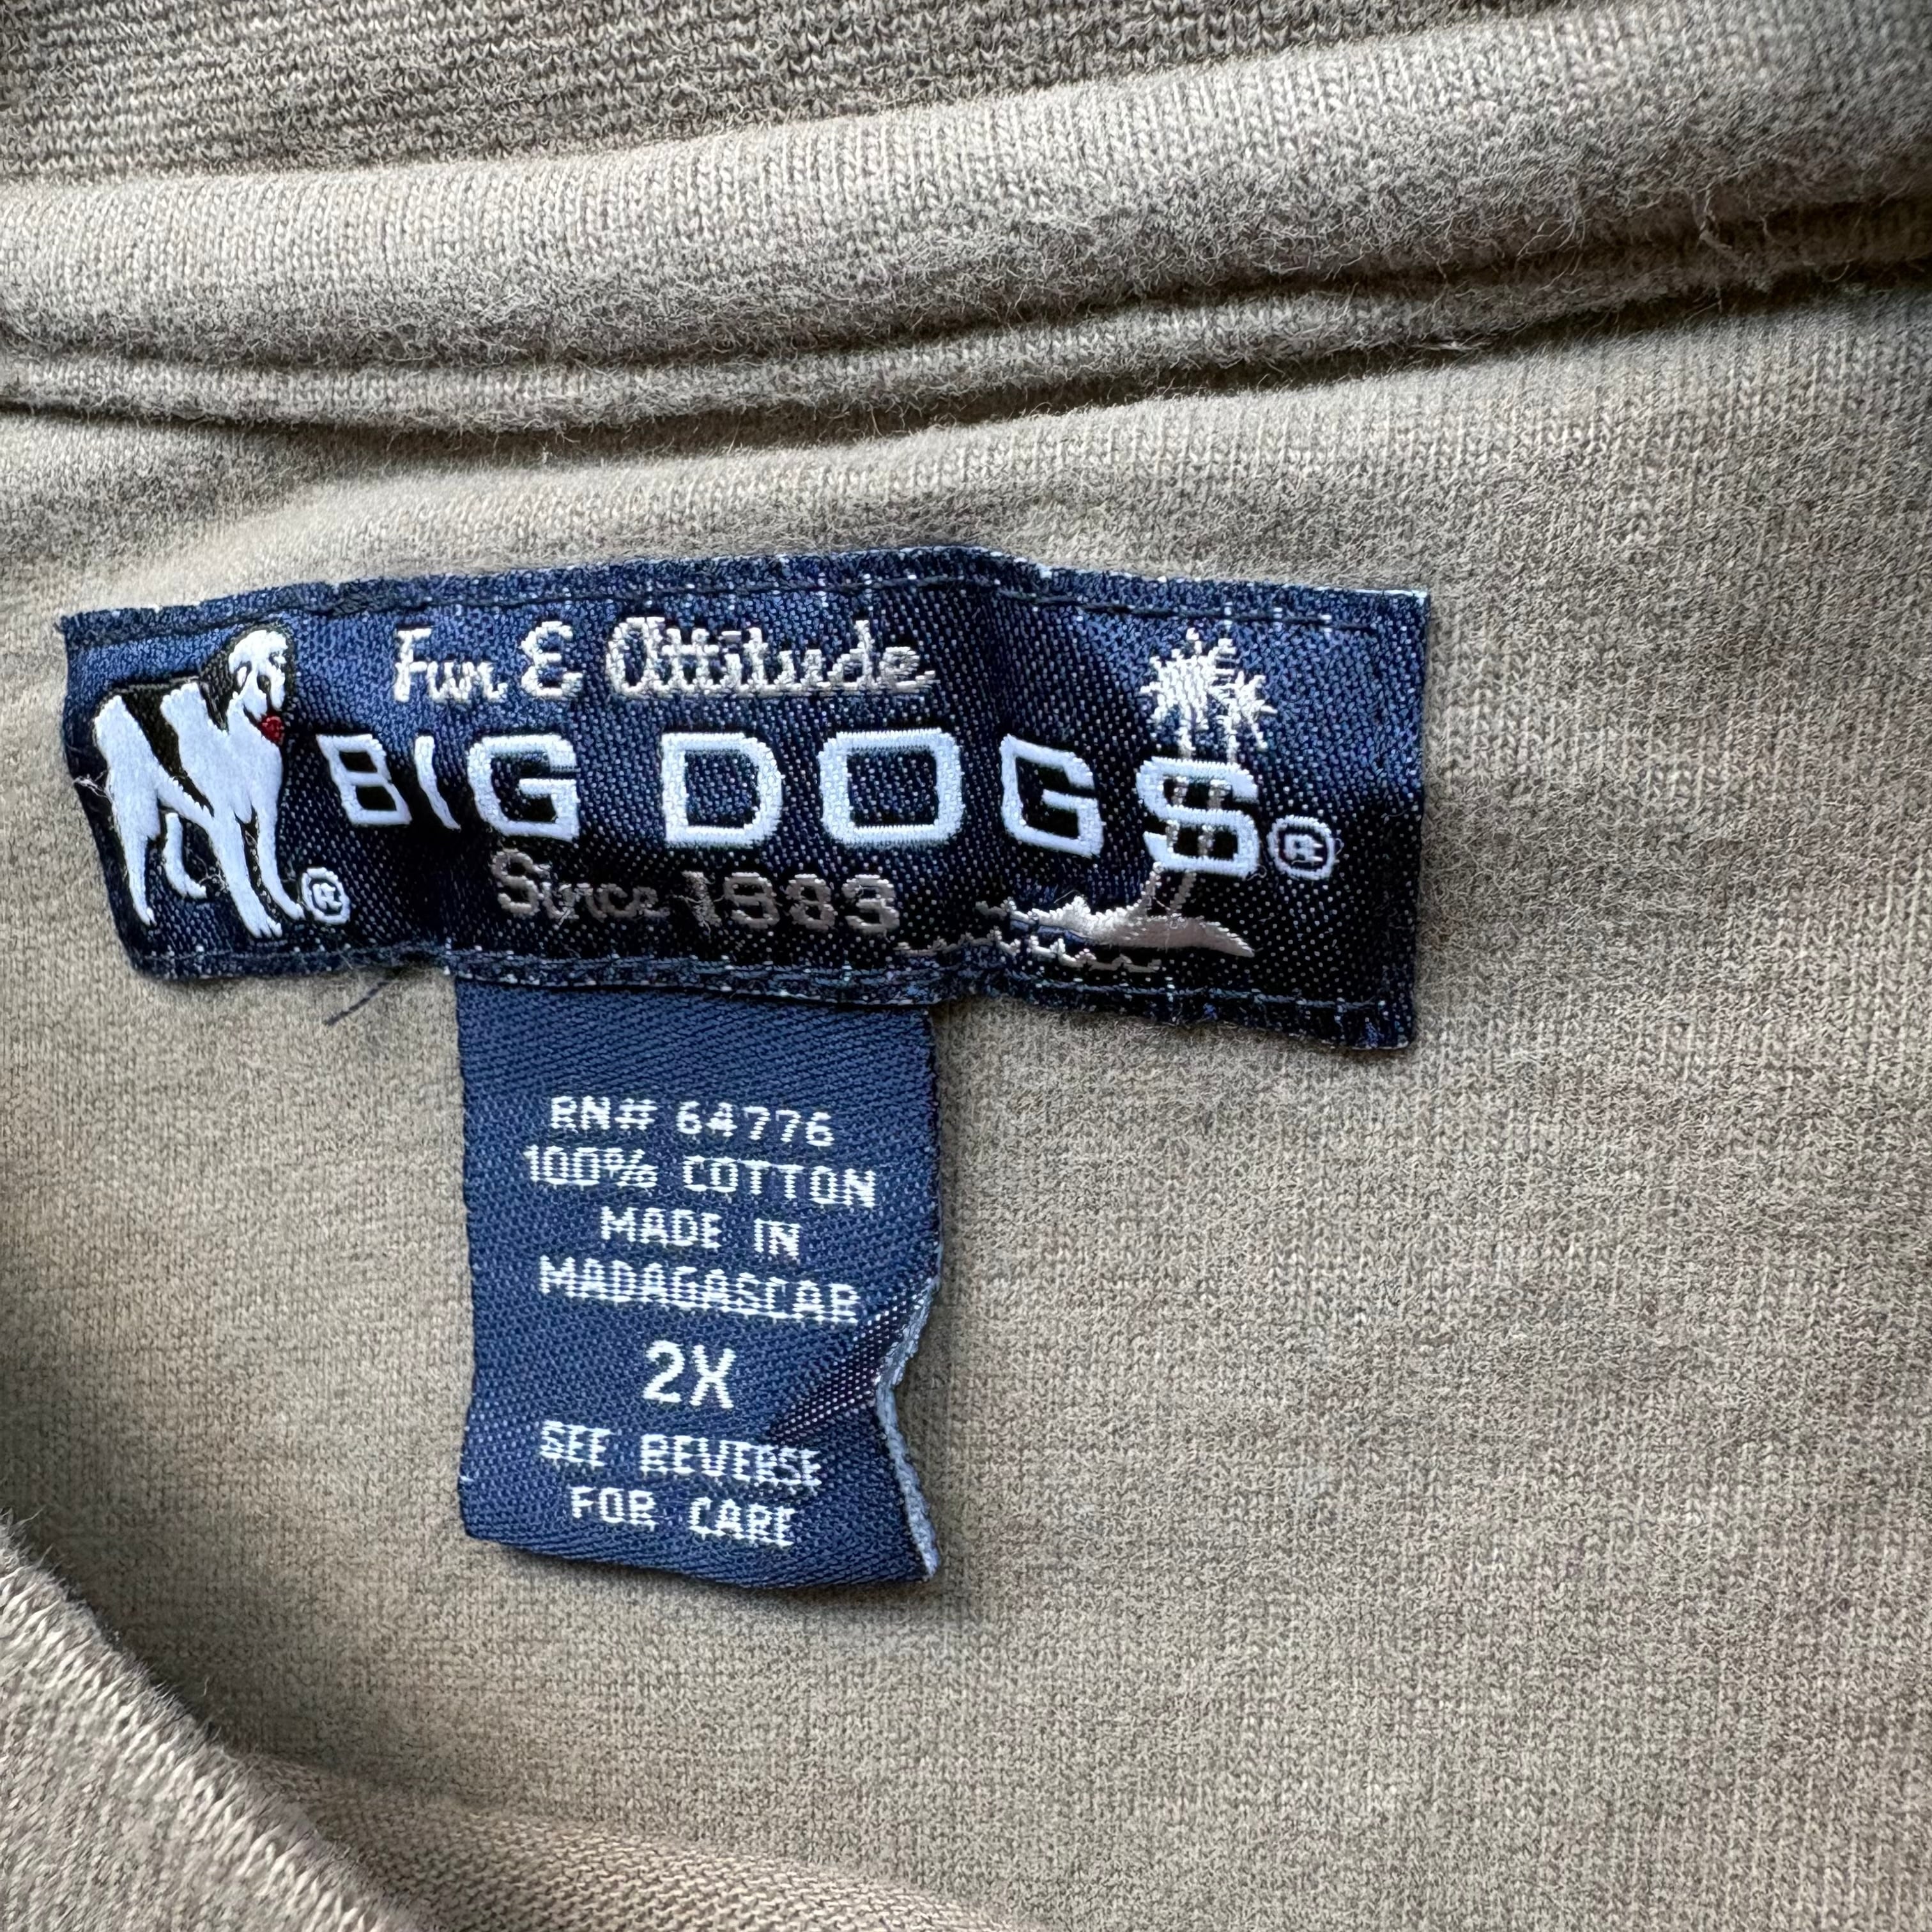 Fun & Attitude
BIG DOGS®
®
Since 1983
RN# 64776
100% COTTON
MADE IN
MADAGASCAR
2X
SEE REVERSE
FOR CARE